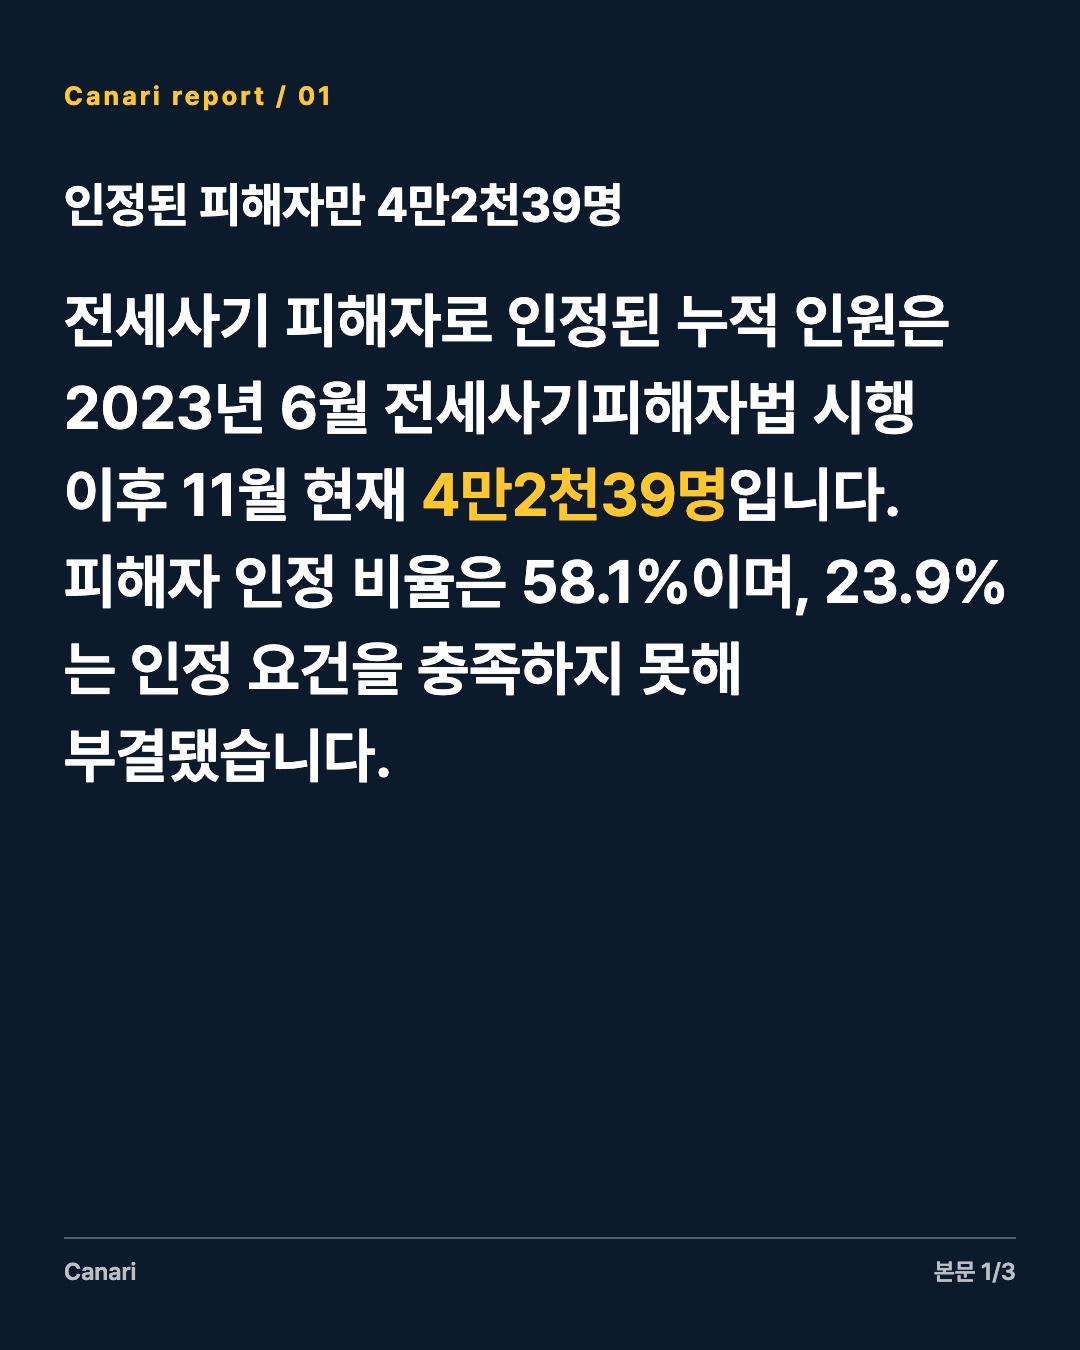 Canari report / 01
인정된 피해자만 4만2천39명
전세사기 피해자로 인정된 누적 인원은
2023년 6월 전세사기피해자법 시행
이후 11월 현재 4만2천39명입니다.
피해자 인정 비율은 58.1%이며, 23.9%
는 인정 요건을 충족하지 못해
부결됐습니다.
Canari
본문 1/3